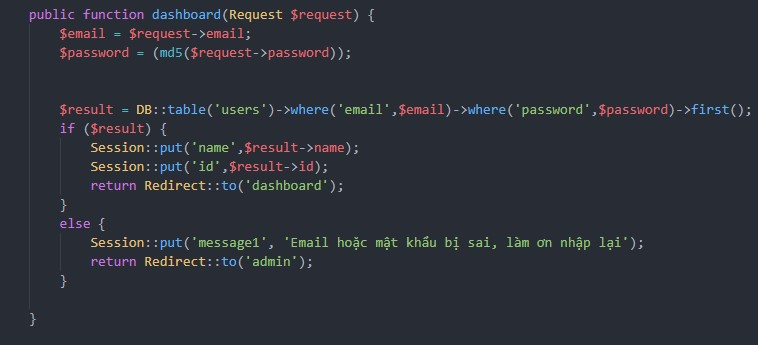 public function dashboard(Request $request) {
    $email = $request->email;
    $password = (md5($request->password));
    $result = DB::table('users')->where('email',$email)->where('password',$password)->first();
    if ($result) {
        Session::put('name',$result->name);
        Session::put('id',$result->id);
        return Redirect::to('dashboard');
    }
    else {
        Session::put('message1', 'Email hoặc mật khẩu bị sai, làm ơn nhập lại');
        return Redirect::to('admin');
    }
}